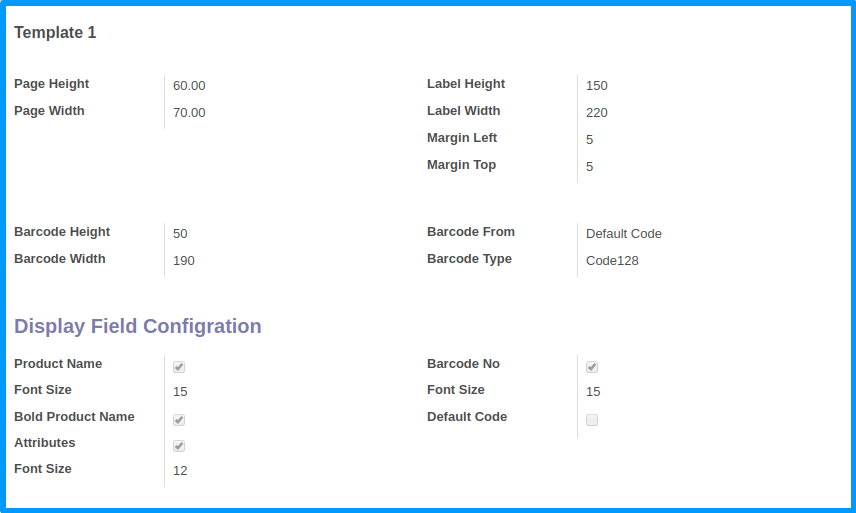 Template 1
Page Height 60.00 Label Height 150
Page Width 70.00 Label Width 220
Margin Left 5
Margin Top 5
Barcode Height 50 Barcode From Default Code
Barcode Width 190 Barcode Type Code128
Display Field Configration
Product Name Barcode No
Font Size 15 Font Size 15
Bold Product Name Default Code
Attributes
Font Size 12